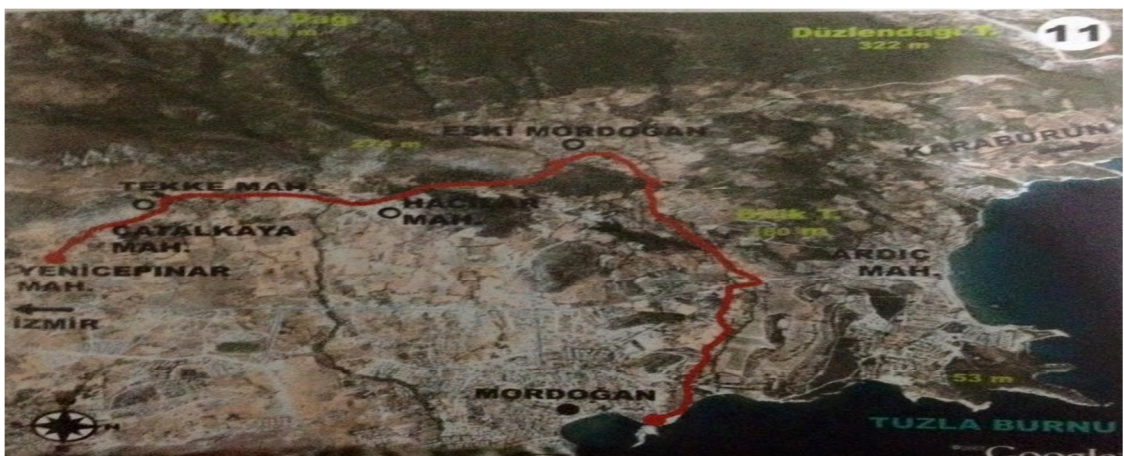 Düzlendağı T.
322 m
11
ESKİ MORDOĞAN
KARABURUN
TEKKE MAH.
HACILAR
MAH.
ÇATALKAYA
MAH.
YENİCEPINAR
MAH.
İZMİR
ARDIÇ
MAH.
MORDOĞAN
53 m
TUZLA BURNU
N
Google